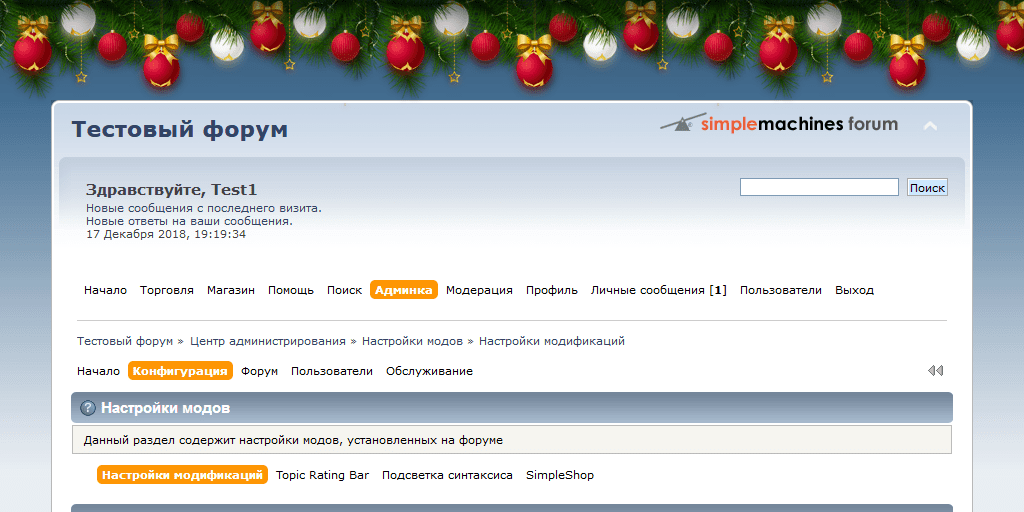 Тестовый форум
simplemachines forum
Здравствуйте, Test1
Новые сообщения с последнего визита.
Новые ответы на ваши сообщения.
17 Декабря 2018, 19:19:34
Поиск
Начало Торговля Магазин Помощь Поиск Админка Модерация Профиль Личные сообщения [1] Пользователи Выход
Тестовый форум » Центр администрирования » Настройки модов » Настройки модификаций
Начало Конфигурация Форум Пользователи Обслуживание
? Настройки модов
Данный раздел содержит настройки модов, установленных на форуме
Настройки модификаций Topic Rating Bar Подсветка синтаксиса SimpleShop